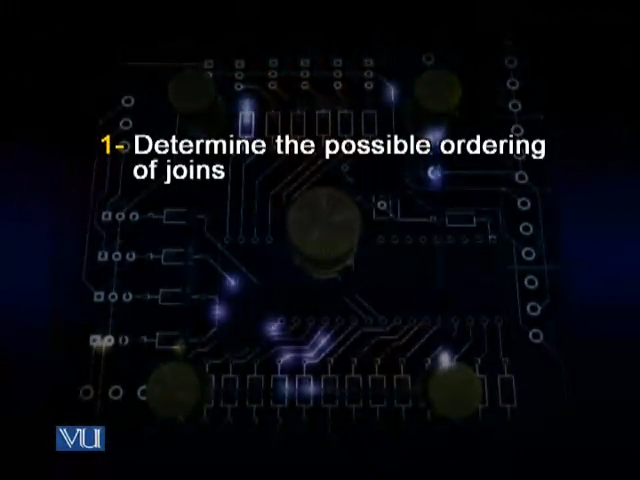 1- Determine the possible ordering
of joins
VU